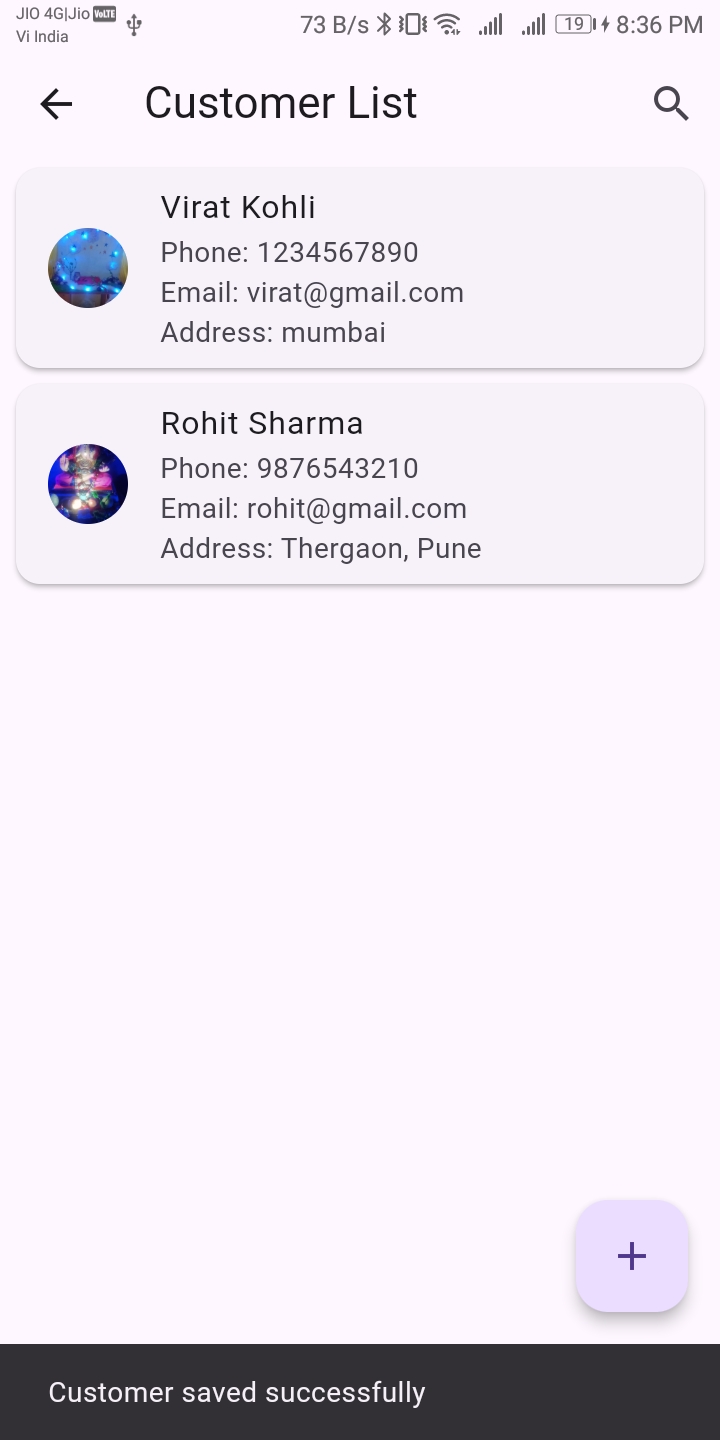 JIO 4G|Jio VoLTE
Vi India
73 B/s 19 8:36 PM
Customer List
Virat Kohli
Phone: 1234567890
Email: virat@gmail.com
Address: mumbai
Rohit Sharma
Phone: 9876543210
Email: rohit@gmail.com
Address: Thergaon, Pune
Customer saved successfully